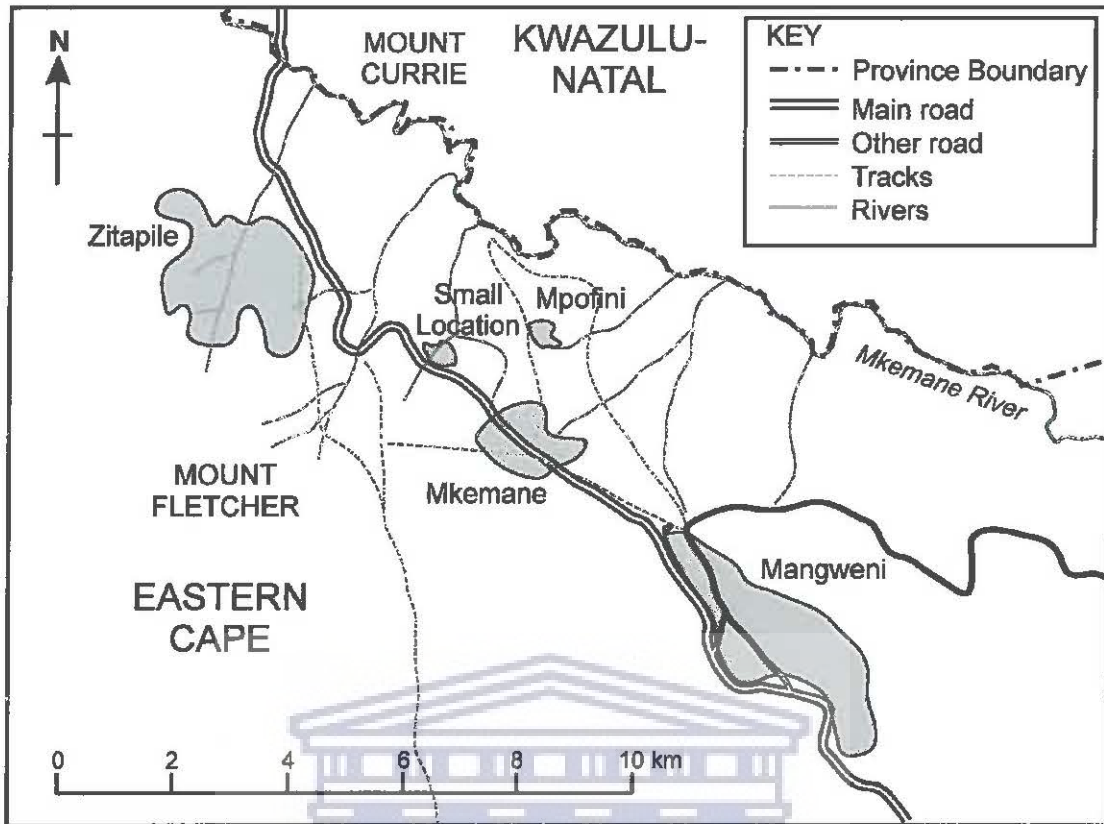 N
MOUNT
CURRIE
KWAZULU-
NATAL
KEY
Province Boundary
Main road
Other road
Tracks
Rivers
Zitapile
Small
Location
Mpofini
Mkemane River
MOUNT
FLETCHER
Mkemane
Mangweni
EASTERN
CAPE
0 2 4 6 8 10 km